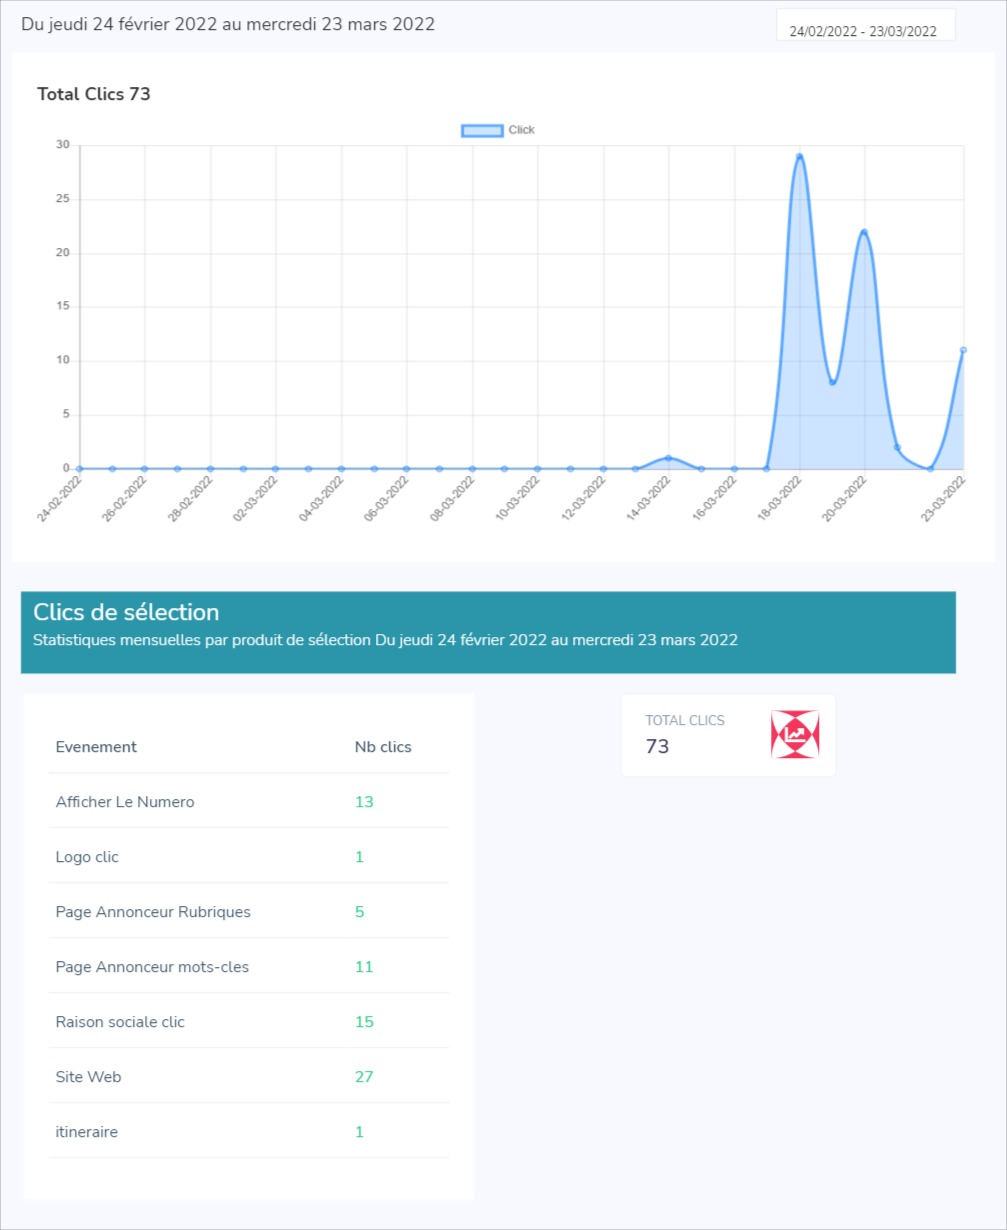 Du jeudi 24 février 2022 au mercredi 23 mars 2022
24/02/2022 - 23/03/2022
Total Clics 73
Click
30
25
20
15
10
5
0
24-02-2022 26-02-2022 28-02-2022 02-03-2022 04-03-2022 06-03-2022 08-03-2022 10-03-2022 12-03-2022 14-03-2022 16-03-2022 18-03-2022 20-03-2022 23-03-2022
Clics de sélection
Statistiques mensuelles par produit de sélection Du jeudi 24 février 2022 au mercredi 23 mars 2022
TOTAL CLICS
73
Evenement Nb clics
Afficher Le Numero 13
Logo clic 1
Page Annonceur Rubriques 5
Page Annonceur mots-cles 11
Raison sociale clic 15
Site Web 27
itineraire 1